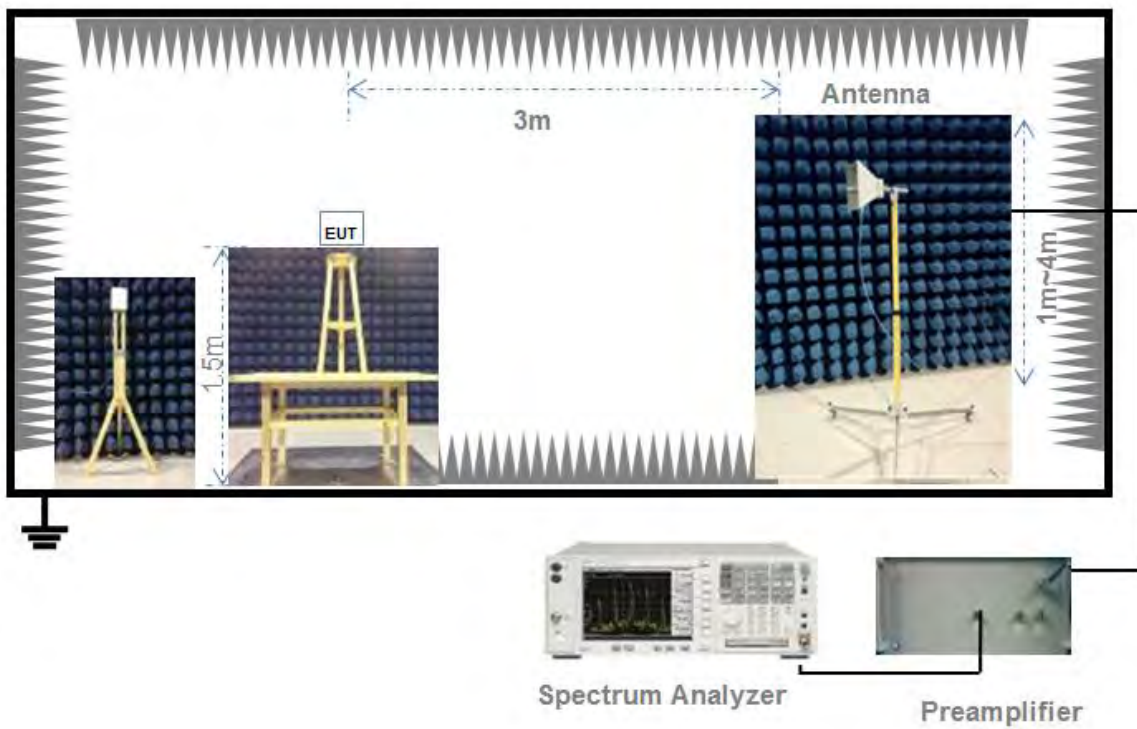 Antenna
3m
EUT
1.5m
1m~4m
Spectrum Analyzer
Preamplifier